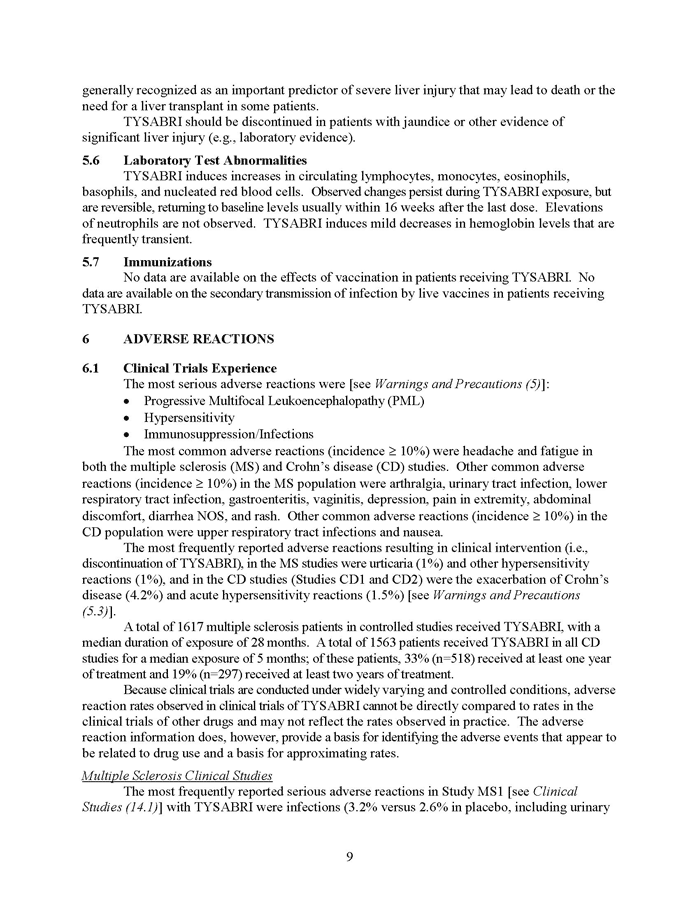 generally recognized as an important predictor of severe liver injury that may lead to death or the
need for a liver transplant in some patients.
TYSABRI should be discontinued in patients with jaundice or other evidence of
significant liver injury (e.g., laboratory evidence).
5.6 Laboratory Test Abnormalities
TYSABRI induces increases in circulating lymphocytes, monocytes, eosinophils,
basophils, and nucleated red blood cells. Observed changes persist during TYSABRI exposure, but
are reversible, returning to baseline levels usually within 16 weeks after the last dose. Elevations
of neutrophils are not observed. TYSABRI induces mild decreases in hemoglobin levels that are
frequently transient.
5.7 Immunizations
No data are available on the effects of vaccination in patients receiving TYSABRI. No
data are available on the secondary transmission of infection by live vaccines in patients receiving
TYSABRI.
6 ADVERSE REACTIONS
6.1 Clinical Trials Experience
The most serious adverse reactions were [see Warnings and Precautions (5)]:
• Progressive Multifocal Leukoencephalopathy (PML)
• Hypersensitivity
• Immunosuppression/Infections
The most common adverse reactions (incidence ≥ 10%) were headache and fatigue in
both the multiple sclerosis (MS) and Crohn's disease (CD) studies. Other common adverse
reactions (incidence ≥ 10%) in the MS population were arthralgia, urinary tract infection, lower
respiratory tract infection, gastroenteritis, vaginitis, depression, pain in extremity, abdominal
discomfort, diarrhea NOS, and rash. Other common adverse reactions (incidence ≥ 10%) in the
CD population were upper respiratory tract infections and nausea.
The most frequently reported adverse reactions resulting in clinical intervention (i.e.,
discontinuation of TYSABRI), in the MS studies were urticaria (1%) and other hypersensitivity
reactions (1%), and in the CD studies (Studies CD1 and CD2) were the exacerbation of Crohn's
disease (4.2%) and acute hypersensitivity reactions (1.5%) [see Warnings and Precautions
(5.3)].
A total of 1617 multiple sclerosis patients in controlled studies received TYSABRI, with a
median duration of exposure of 28 months. A total of 1563 patients received TYSABRI in all CD
studies for a median exposure of 5 months; of these patients, 33% (n=518) received at least one year
of treatment and 19% (n=297) received at least two years of treatment.
Because clinical trials are conducted under widely varying and controlled conditions, adverse
reaction rates observed in clinical trials of TYSABRI cannot be directly compared to rates in the
clinical trials of other drugs and may not reflect the rates observed in practice. The adverse
reaction information does, however, provide a basis for identifying the adverse events that appear to
be related to drug use and a basis for approximating rates.
Multiple Sclerosis Clinical Studies
The most frequently reported serious adverse reactions in Study MS1 [see Clinical
Studies (14.1)] with TYSABRI were infections (3.2% versus 2.6% in placebo, including urinary
9